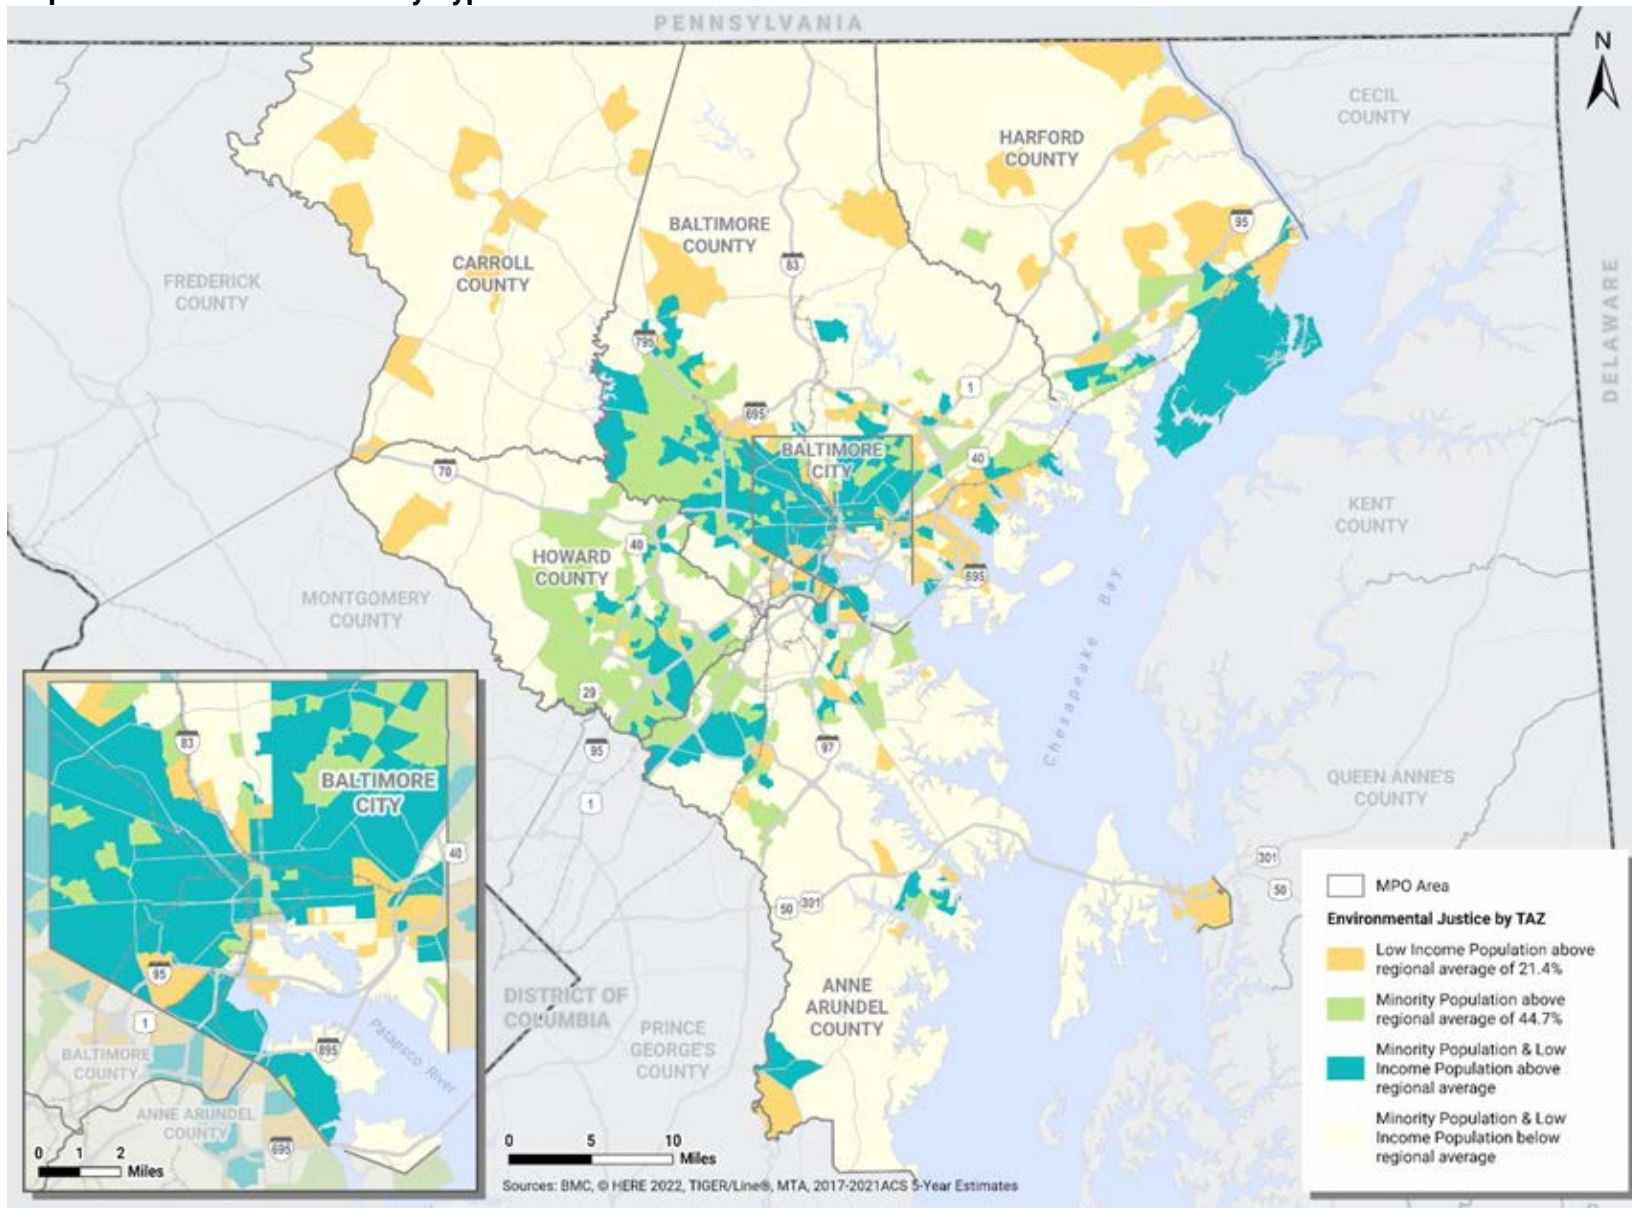 PENNSYLVANIA
N
CECIL
COUNTY
HARFORD
COUNTY
95
BALTIMORE
COUNTY
83
CARROLL
COUNTY
FREDERICK
COUNTY
DELAWARE
795
1
695
BALTIMORE
CITY
40
70
KENT
COUNTY
40
HOWARD
COUNTY
695
MONTGOMERY
COUNTY
Chesapeake Bay
29
95
97
1
QUEEN ANNE'S
COUNTY
301
50
50
301
ANNE
ARUNDEL
COUNTY
DISTRICT OF
COLUMBIA
PRINCE
GEORGE'S
COUNTY
83
BALTIMORE
CITY
40
95
1
895
Patapsco River
BALTIMORE
COUNTY
ANNE ARUNDEL
COUNTY
695
0 1 2
Miles
0 5 10
Miles
Sources: BMC, © HERE 2022, TIGER/Line®, MTA, 2017-2021ACS 5-Year Estimates
MPO Area
Environmental Justice by TAZ
Low Income Population above
regional average of 21.4%
Minority Population above
regional average of 44.7%
Minority Population & Low
Income Population above
regional average
Minority Population & Low
Income Population below
regional average